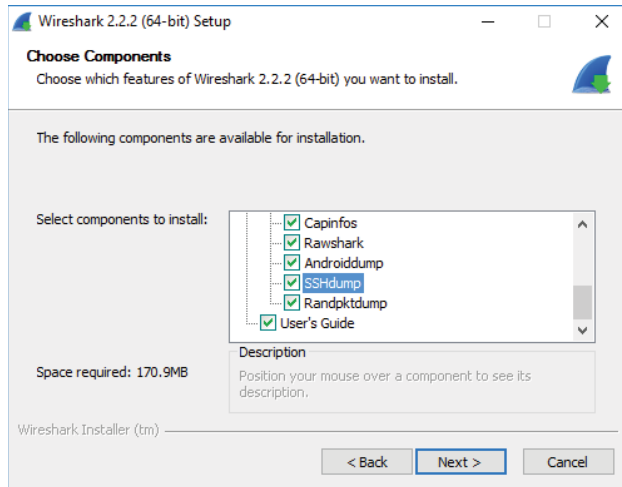 Wireshark 2.2.2 (64-bit) Setup
Choose Components
Choose which features of Wireshark 2.2.2 (64-bit) you want to install.
The following components are available for installation.
Select components to install:
Capinfos
Rawshark
Androiddump
SSHdump
Randpktdump
User's Guide
Space required: 170.9MB
Description
Position your mouse over a component to see its
description.
Wireshark Installer (tm)
< Back
Next >
Cancel